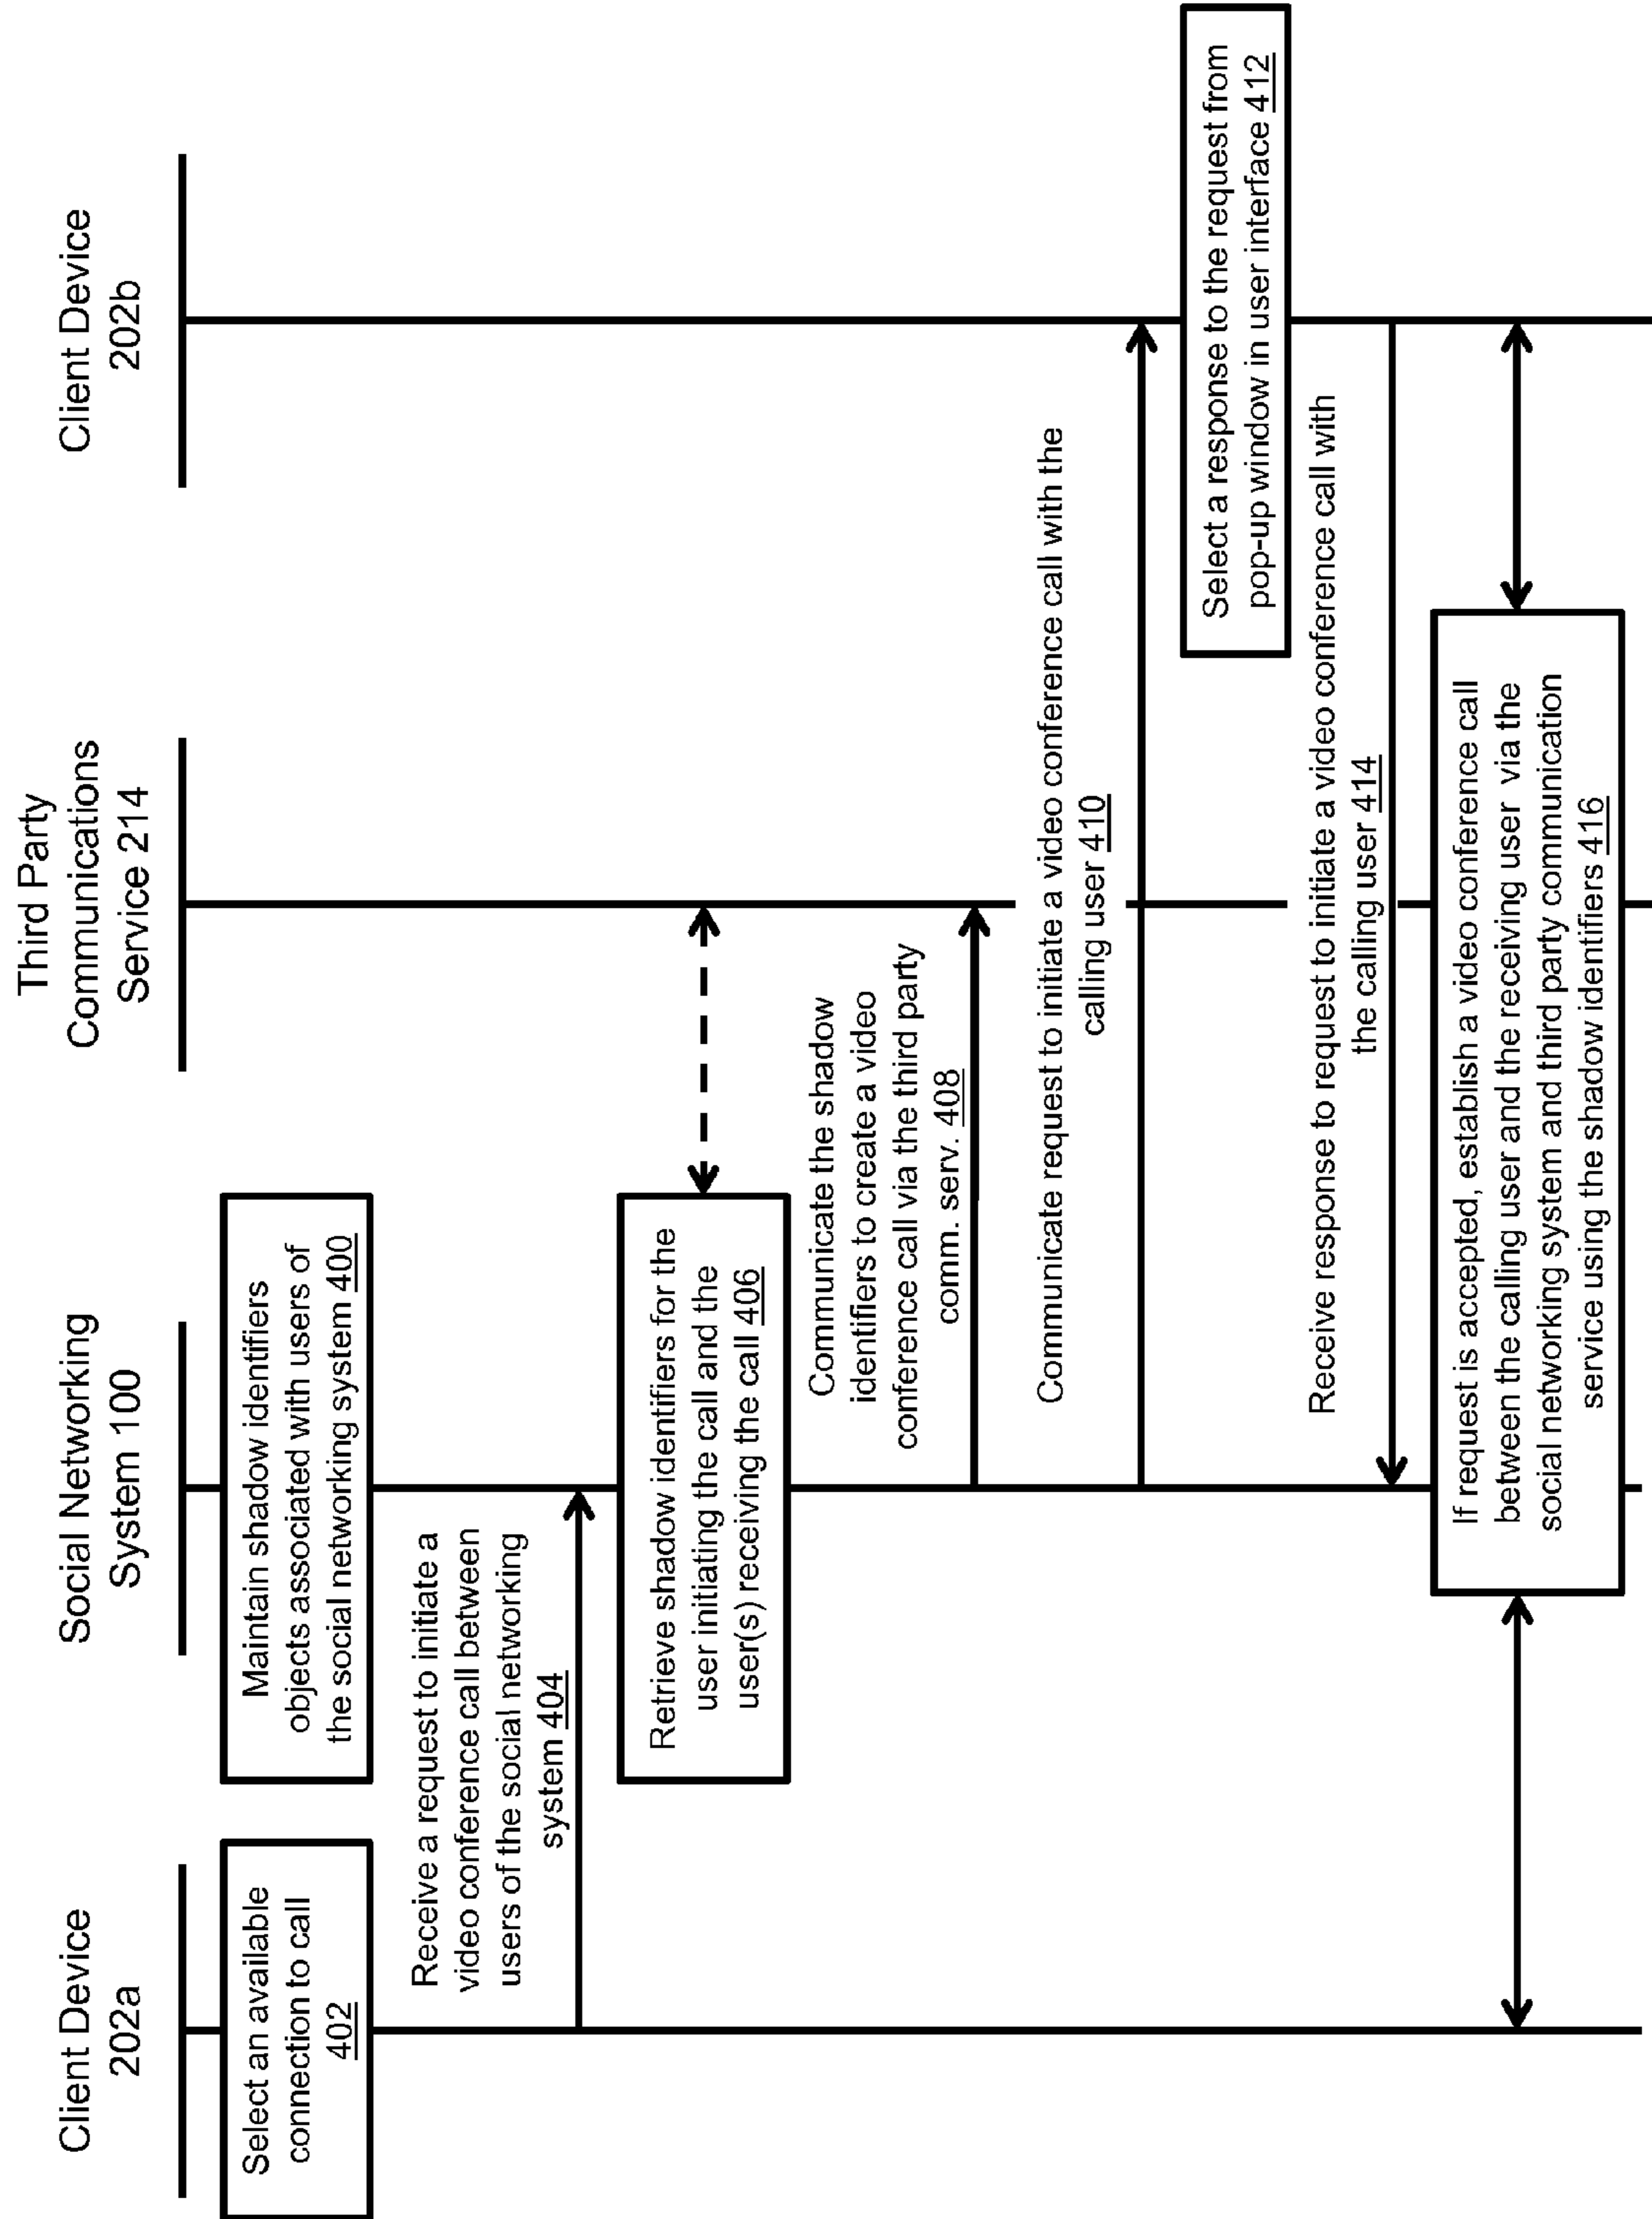 Client Device
202a
Social Networking
System 100
Third Party
Communications
Service 214
Client Device
202b
Select an available
connection to call
402
Maintain shadow identifiers
objects associated with users of
the social networking system 400
Receive a request to initiate a
video conference call between
users of the social networking
system 404
Retrieve shadow identifiers for the
user initiating the call and the
user(s) receiving the call 406
Communicate the shadow
identifiers to create a video
conference call via the third party
comm. serv. 408
Communicate request to initiate a video conference call with the
calling user 410
Select a response to the request from
pop-up window in user interface 412
Receive response to request to initiate a video conference call with
the calling user 414
If request is accepted, establish a video conference call
between the calling user and the receiving user via the
social networking system and third party communication
service using the shadow identifiers 416